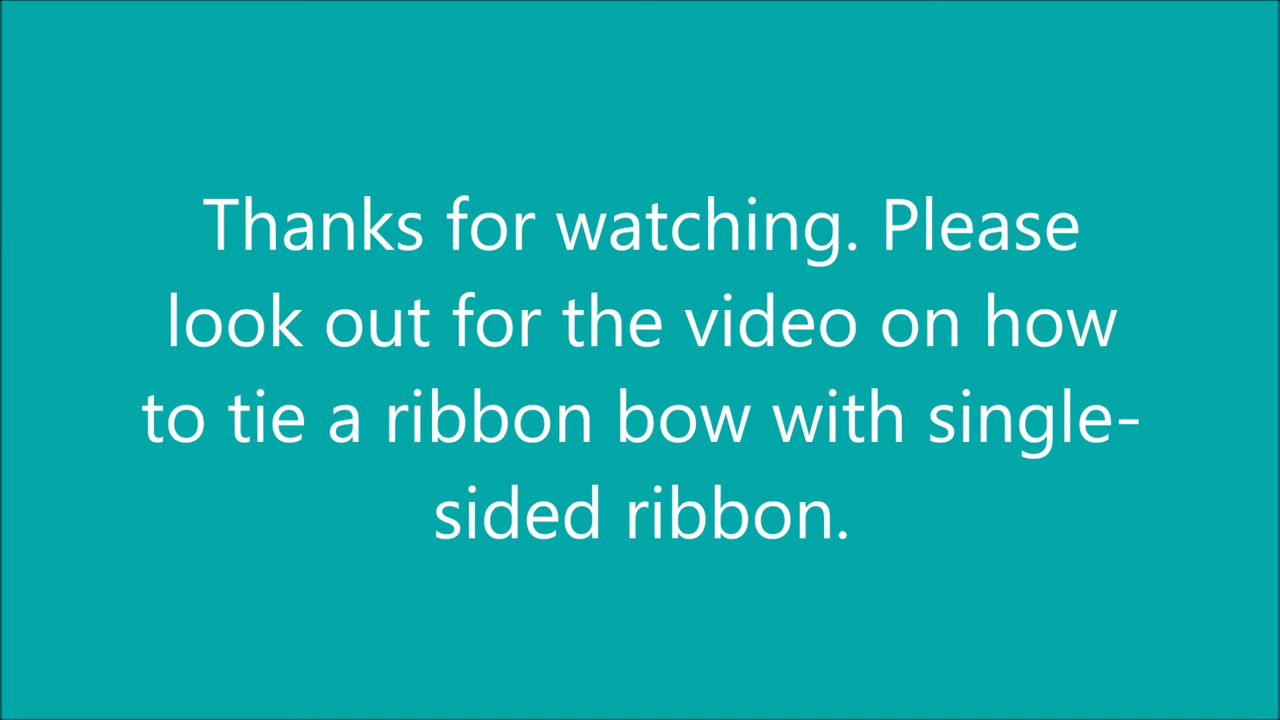 Thanks for watching. Please
look out for the video on how
to tie a ribbon bow with single-
sided ribbon.